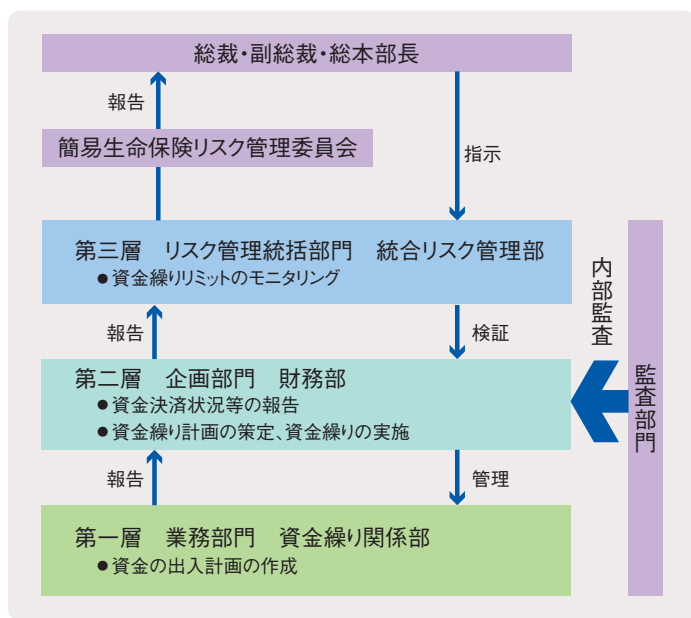 総裁・副総裁・総本部長
報告
簡易生命保険リスク管理委員会
指示
第三層 リスク管理統括部門 統合リスク管理部
●資金繰りリミットのモニタリング
報告
検証
第二層 企画部門 財務部
●資金決済状況等の報告
●資金繰り計画の策定、資金繰りの実施
報告
管理
第一層 業務部門 資金繰り関係部
●資金の出入計画の作成
内部監査
監査部門